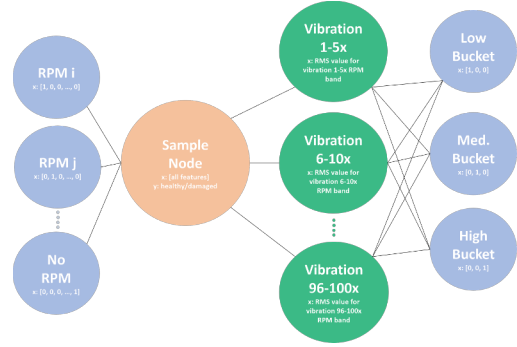 RPM i
x: [1, 0, 0, ..., 0]
RPM j
x: [0, 1, 0, ..., 0]
No
RPM
x: [0, 0, 0, ..., 1]
Sample
Node
x: [all features]
y: healthy/damaged
Vibration
1-5x
x: RMS value for
vibration 1-5x RPM
band
Vibration
6-10x
x: RMS value for
vibration 6-10x
RPM band
Vibration
96-100x
x: RMS value for
vibration 96-100x
RPM band
Low
Bucket
x: [1, 0, 0]
Med.
Bucket
x: [0, 1, 0]
High
Bucket
x: [0, 0, 1]